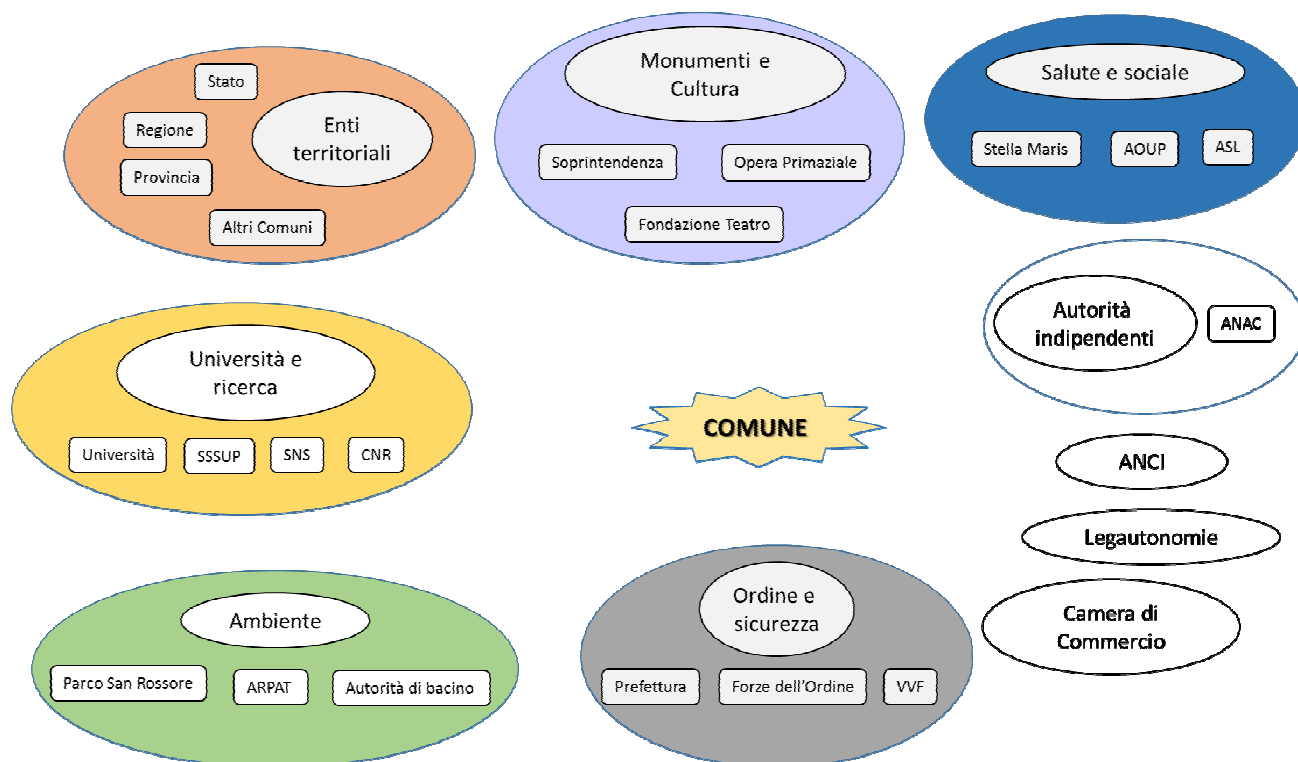 Stato
Regione
Provincia
Enti
territoriali
Altri Comuni
Monumenti e
Cultura
Soprintendenza
Opera Primaziale
Fondazione Teatro
Salute e sociale
Stella Maris
AOUP
ASL
Autorità
indipendenti
ANAC
Università e
ricerca
Università
SSSUP
SNS
CNR
COMUNE
ANCI
Legautonomie
Camera di
Commercio
Ambiente
Parco San Rossore
ARPAT
Autorità di bacino
Ordine e
sicurezza
Prefettura
Forze dell'Ordine
VVF